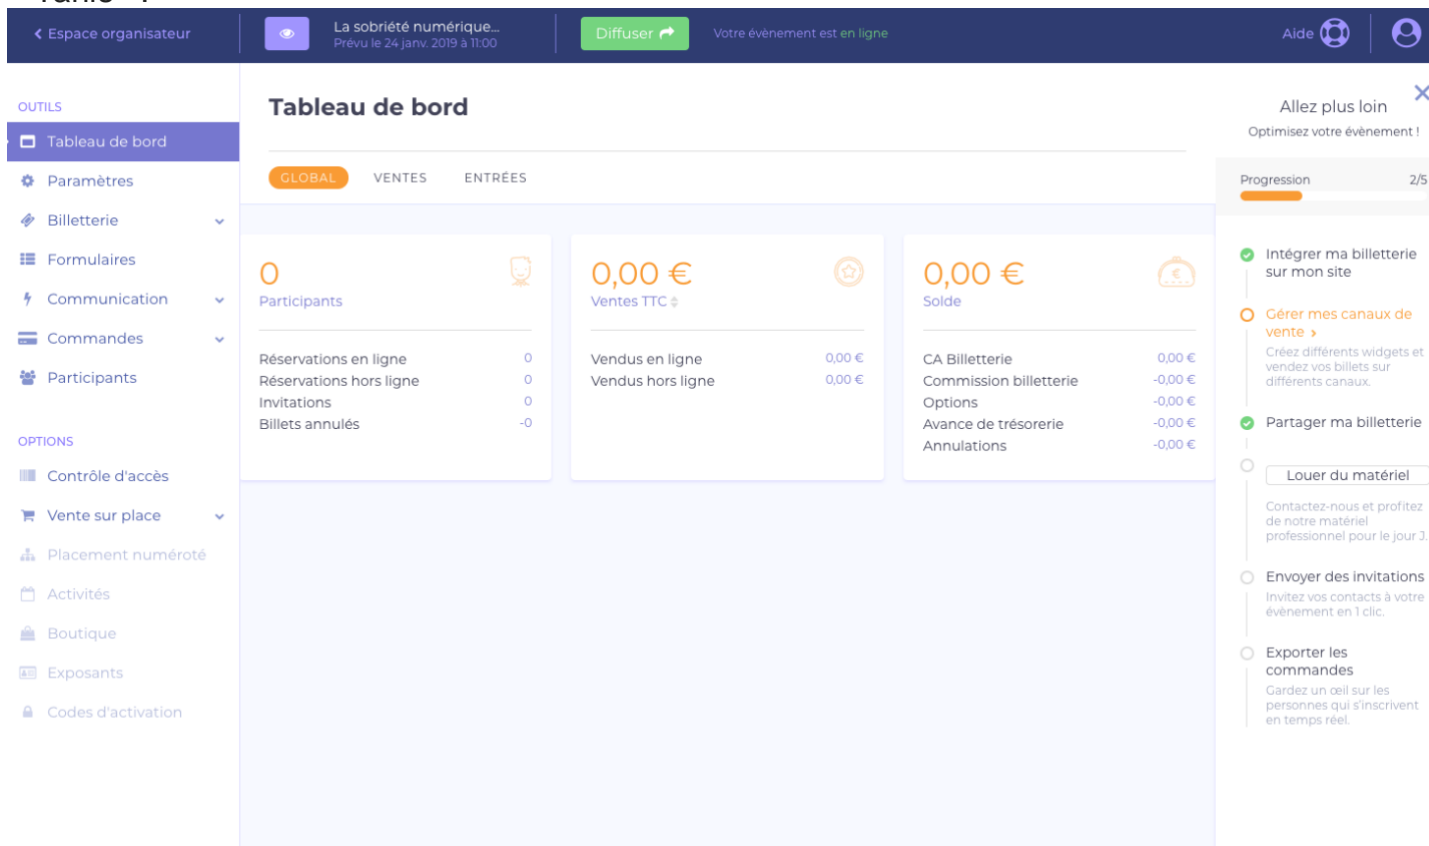 Espace organisateur
La sobriété numérique...
Prévu le 24 janv. 2019 à 11:00
Diffuser
Votre évènement est en ligne
Aide
OUTILS
Tableau de bord
Paramètres
Billetterie
Formulaires
Communication
Commandes
Participants
OPTIONS
Contrôle d'accès
Vente sur place
Placement numéroté
Activités
Boutique
Exposants
Codes d'activation
Tableau de bord
GLOBAL VENTES ENTRÉES
0
Participants
Réservations en ligne 0
Réservations hors ligne 0
Invitations 0
Billets annulés -0
0,00 €
Ventes TTC
Vendus en ligne 0,00 €
Vendus hors ligne 0,00 €
0,00 €
Solde
CA Billetterie 0,00 €
Commission billetterie -0,00 €
Options -0,00 €
Avance de trésorerie -0,00 €
Annulations -0,00 €
Allez plus loin
Optimisez votre évènement !
Progression 2/5
Intégrer ma billetterie
sur mon site
Gérer mes canaux de
vente >
Créez différents widgets et
vendez vos billets sur
différents canaux.
Partager ma billetterie
Louer du matériel
Contactez-nous et profitez
de notre matériel
professionnel pour le jour J.
Envoyer des invitations
Invitez vos contacts à votre
évènement en 1 clic.
Exporter les
commandes
Gardez un œil sur les
personnes qui s'inscrivent
en temps réel.